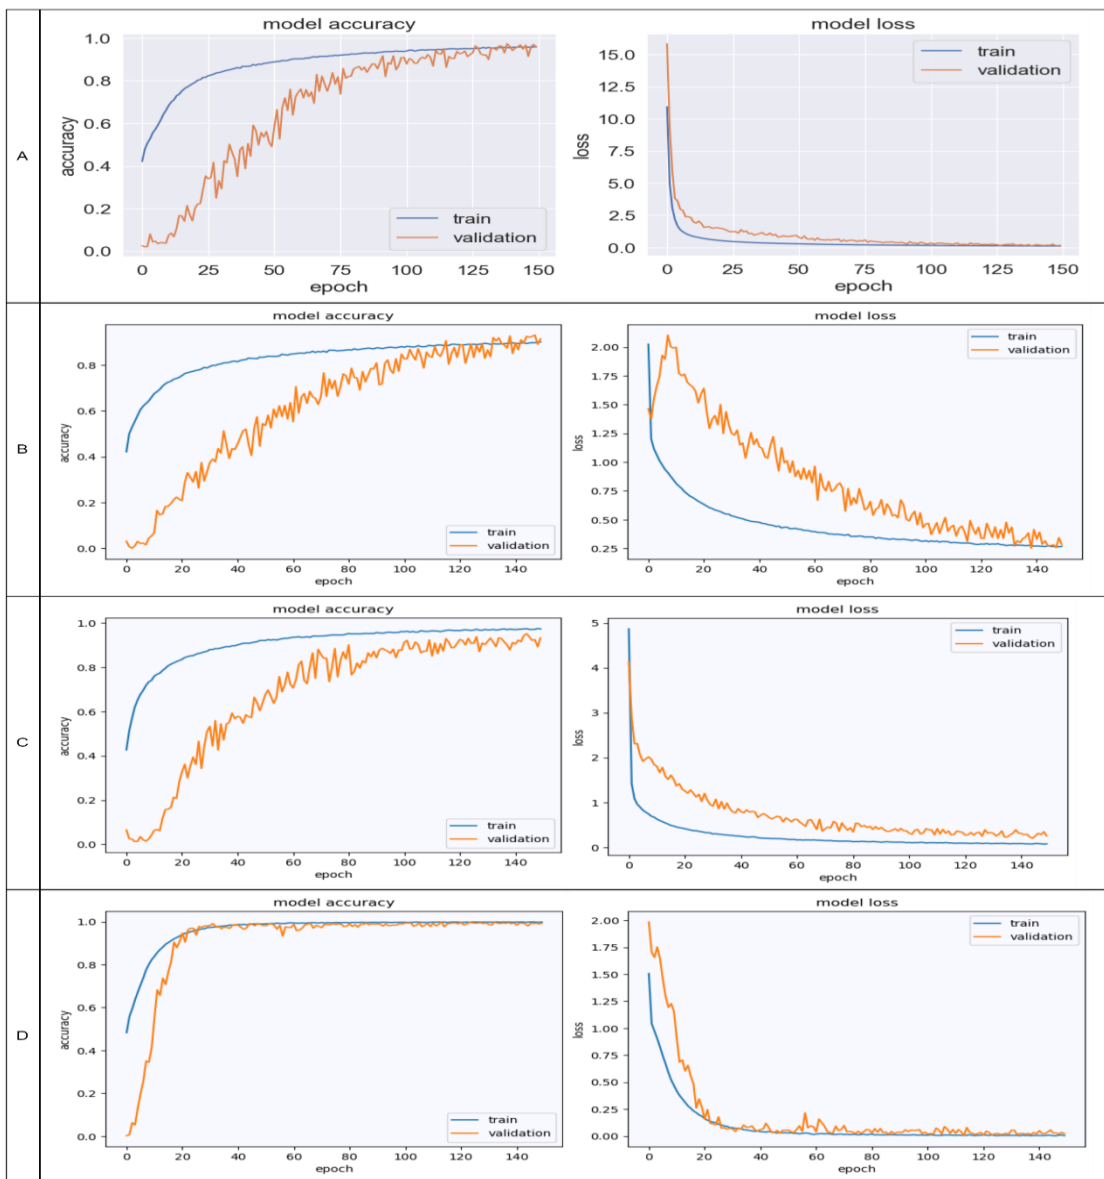 A
model accuracy
accuracy
1.0
0.8
0.6
0.4
0.2
0.0
train
validation
0 25 50 75 100 125 150
epoch
model loss
loss
15.0
12.5
10.0
7.5
5.0
2.5
0.0
train
validation
0 25 50 75 100 125 150
epoch
B
model accuracy
accuracy
0.8
0.6
0.4
0.2
0.0
train
validation
0 20 40 60 80 100 120 140
epoch
model loss
loss
2.00
1.75
1.50
1.25
1.00
0.75
0.50
0.25
train
validation
0 20 40 60 80 100 120 140
epoch
C
model accuracy
accuracy
1.0
0.8
0.6
0.4
0.2
0.0
train
validation
0 20 40 60 80 100 120 140
epoch
model loss
loss
5
4
3
2
1
0
train
validation
0 20 40 60 80 100 120 140
epoch
D
model accuracy
accuracy
1.0
0.8
0.6
0.4
0.2
0.0
train
validation
0 20 40 60 80 100 120 140
epoch
model loss
loss
2.00
1.75
1.50
1.25
1.00
0.75
0.50
0.25
0.00
train
validation
0 20 40 60 80 100 120 140
epoch